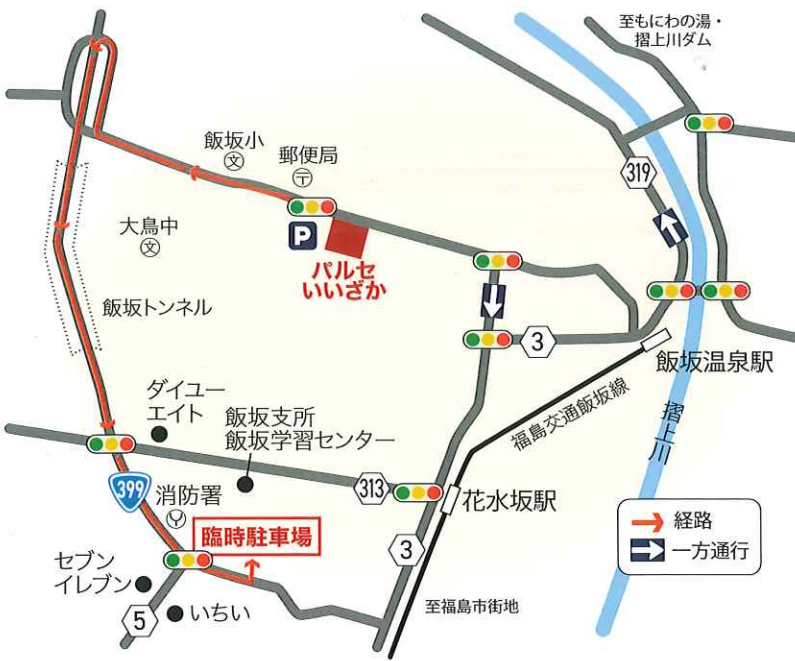 至もにわの湯・
摺上川ダム
飯坂小
文
郵便局
〒
319
大鳥中
文
P
パルセ
いいざか
飯坂トンネル
3
飯坂温泉駅
福島交通飯坂線
摺上川
ダイユー
エイト
飯坂支所
飯坂学習センター
313
花水坂駅
399
消防署
臨時駐車場
3
経路
一方通行
セブン
イレブン
いちい
5
至福島市街地